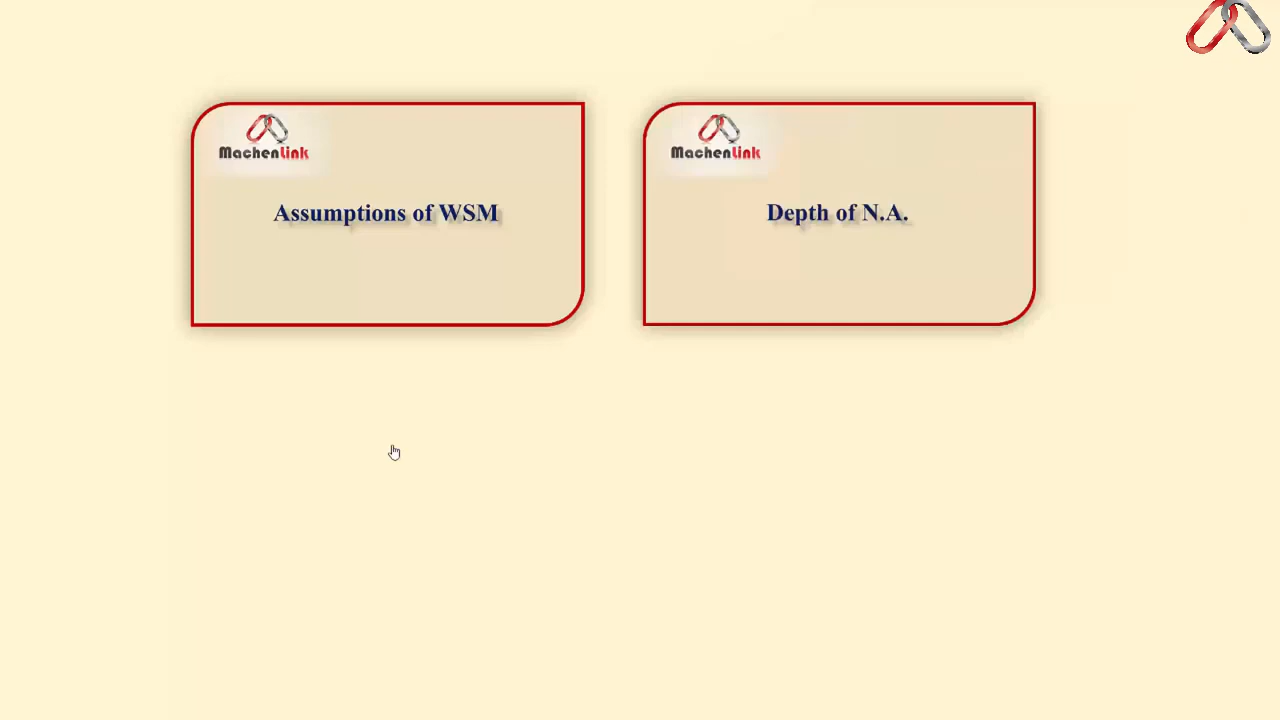 MachenLink
Assumptions of WSM
MachenLink
Depth of N.A.